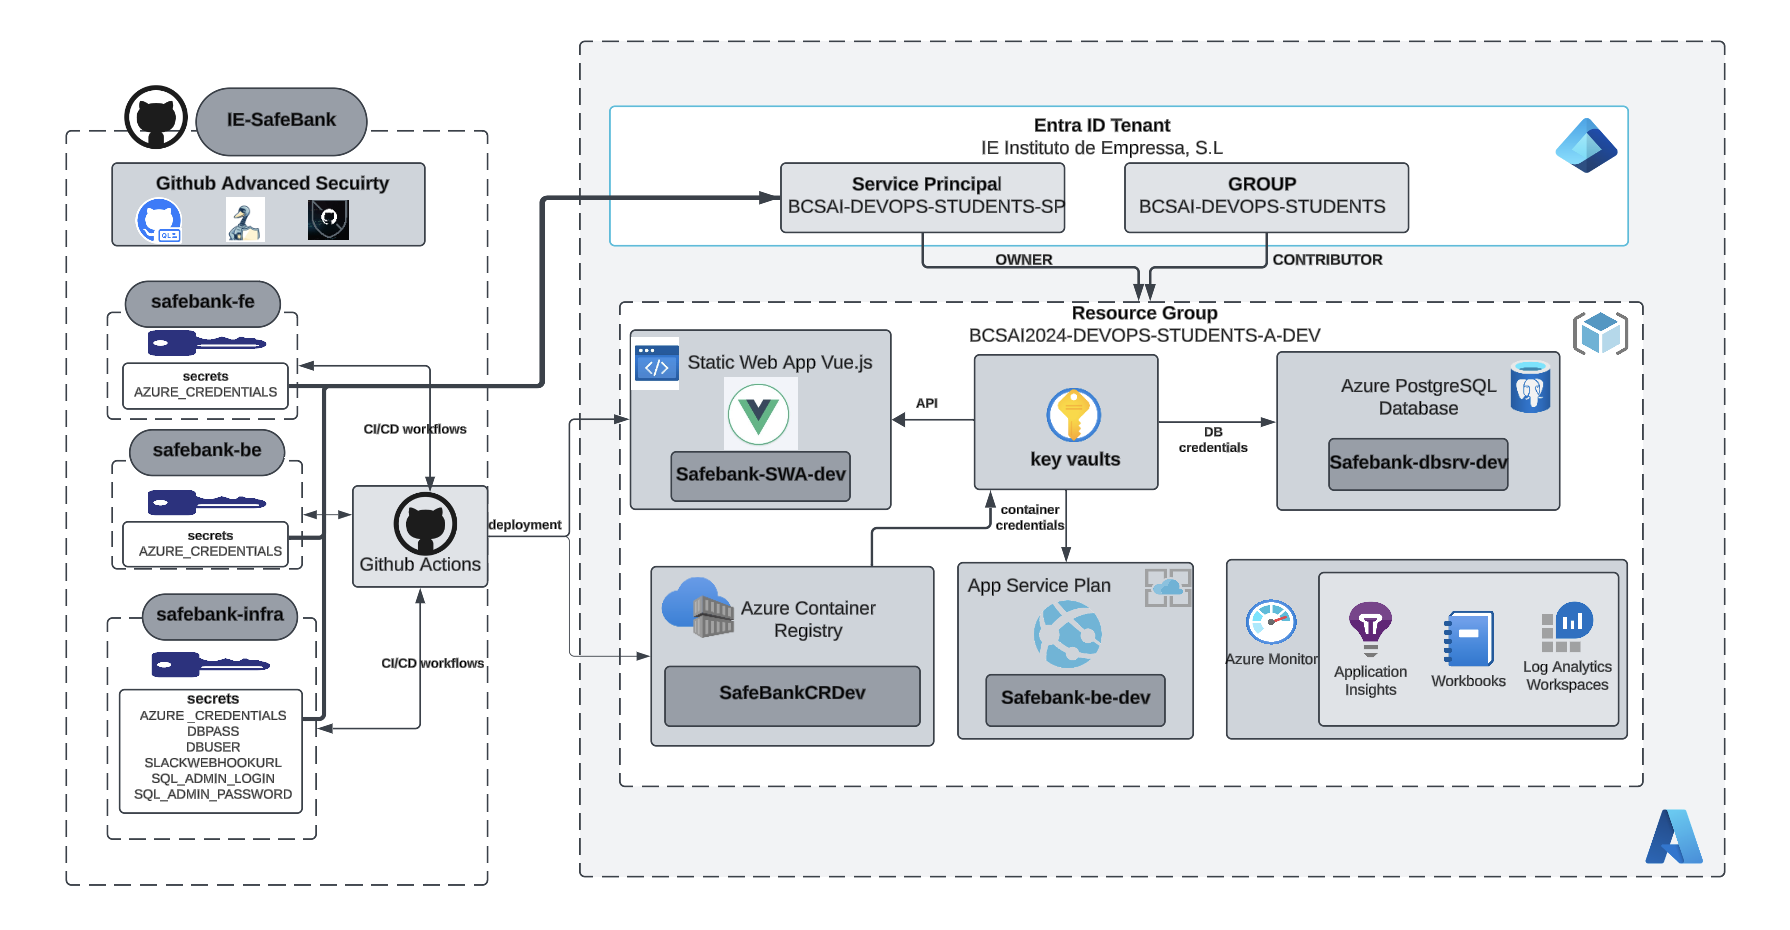 IE-SafeBank
Github Advanced Secuirty
QL
safebank-fe
secrets
AZURE_CREDENTIALS
safebank-be
secrets
AZURE_CREDENTIALS
safebank-infra
secrets
AZURE _CREDENTIALS
DBPASS
DBUSER
SLACKWEBHOOKURL
SQL_ADMIN_LOGIN
SQL_ADMIN_PASSWORD
CI/CD workflows
Github Actions
CI/CD workflows
deployment
Entra ID Tenant
IE Instituto de Empressa, S.L
Service Principal
BCSAI-DEVOPS-STUDENTS-SP
GROUP
BCSAI-DEVOPS-STUDENTS
OWNER
CONTRIBUTOR
Resource Group
BCSAI2024-DEVOPS-STUDENTS-A-DEV
Static Web App Vue.js
Safebank-SWA-dev
API
key vaults
DB
credentials
Azure PostgreSQL
Database
Safebank-dbsrv-dev
container
credentials
Azure Container
Registry
SafeBankCRDev
App Service Plan
Safebank-be-dev
Azure Monitor
Application
Insights
Workbooks
Log Analytics
Workspaces